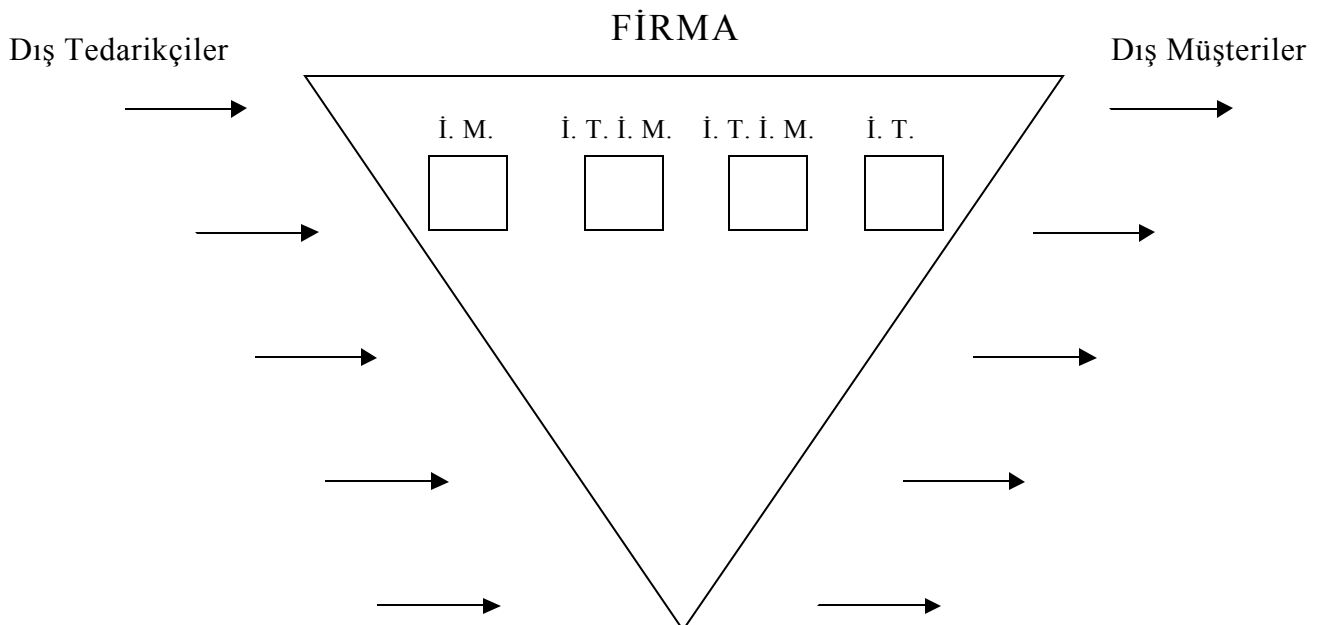 FİRMA
Dış Tedarikçiler
Dış Müşteriler
İ. M.
İ. T. İ. M.
İ. T. İ. M.
İ. T.